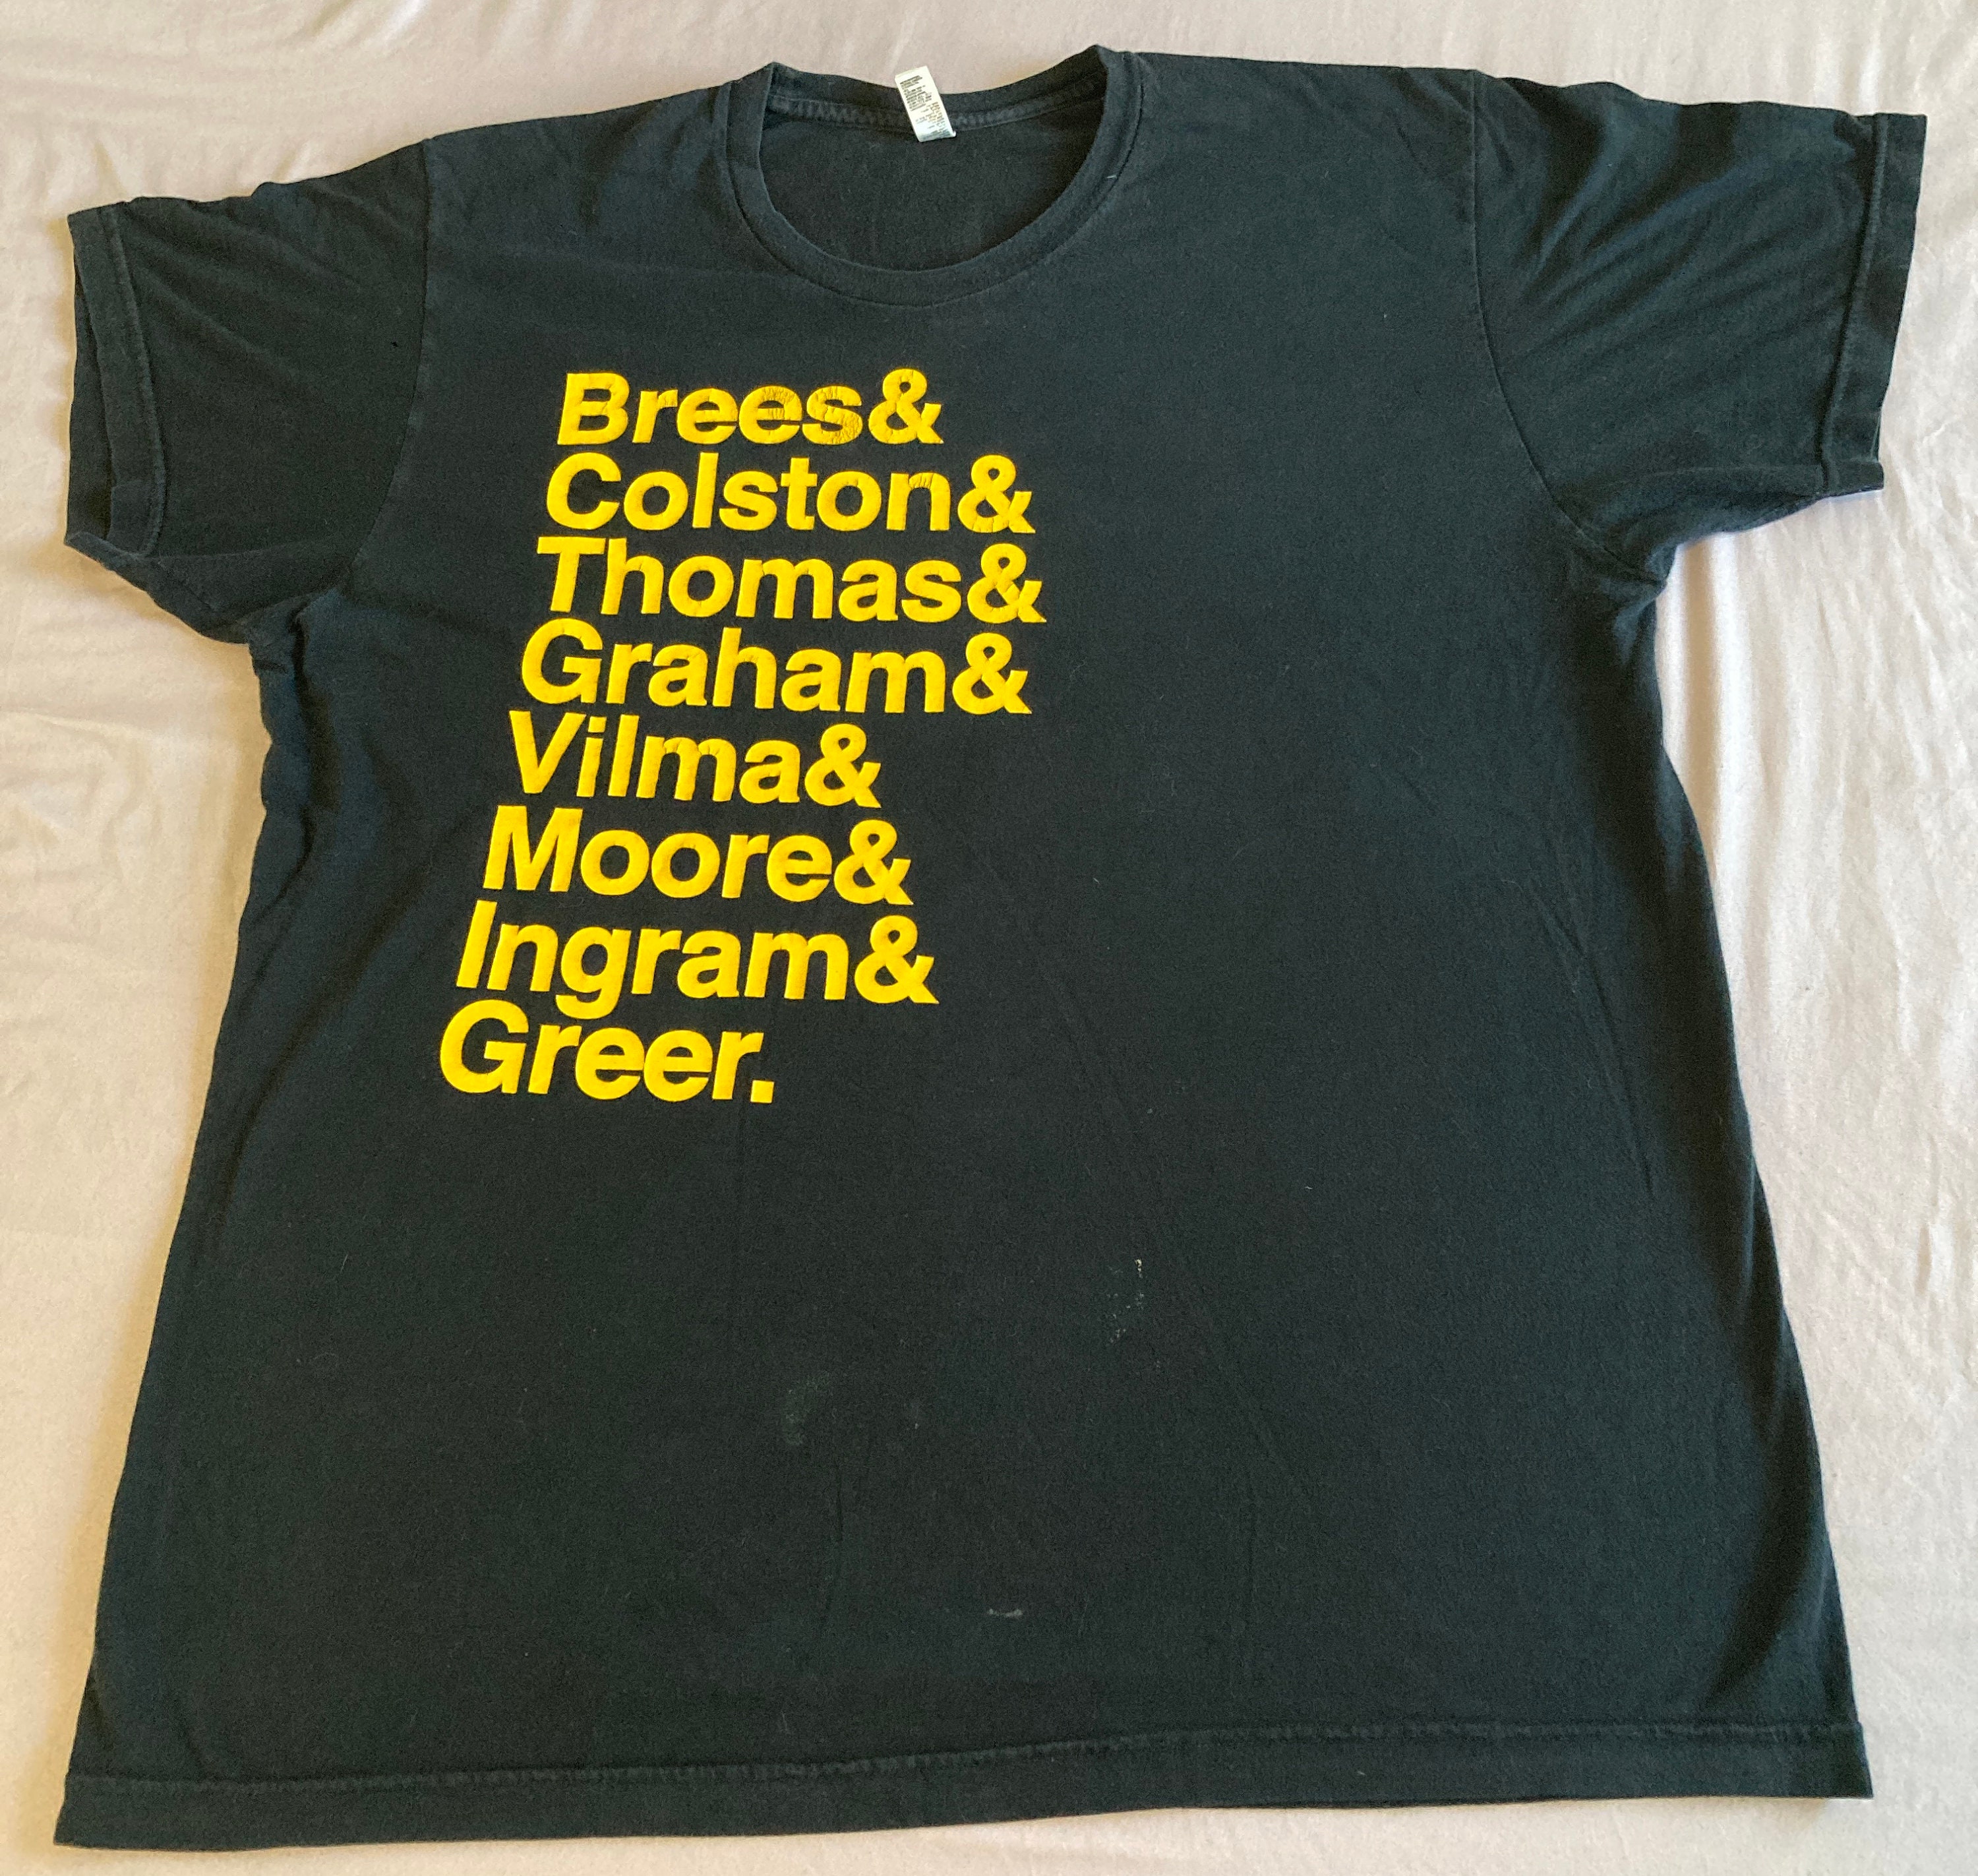 Brees&
Colston&
Thomas&
Graham&
Vilma&
Moore&
Ingram&
Greer.